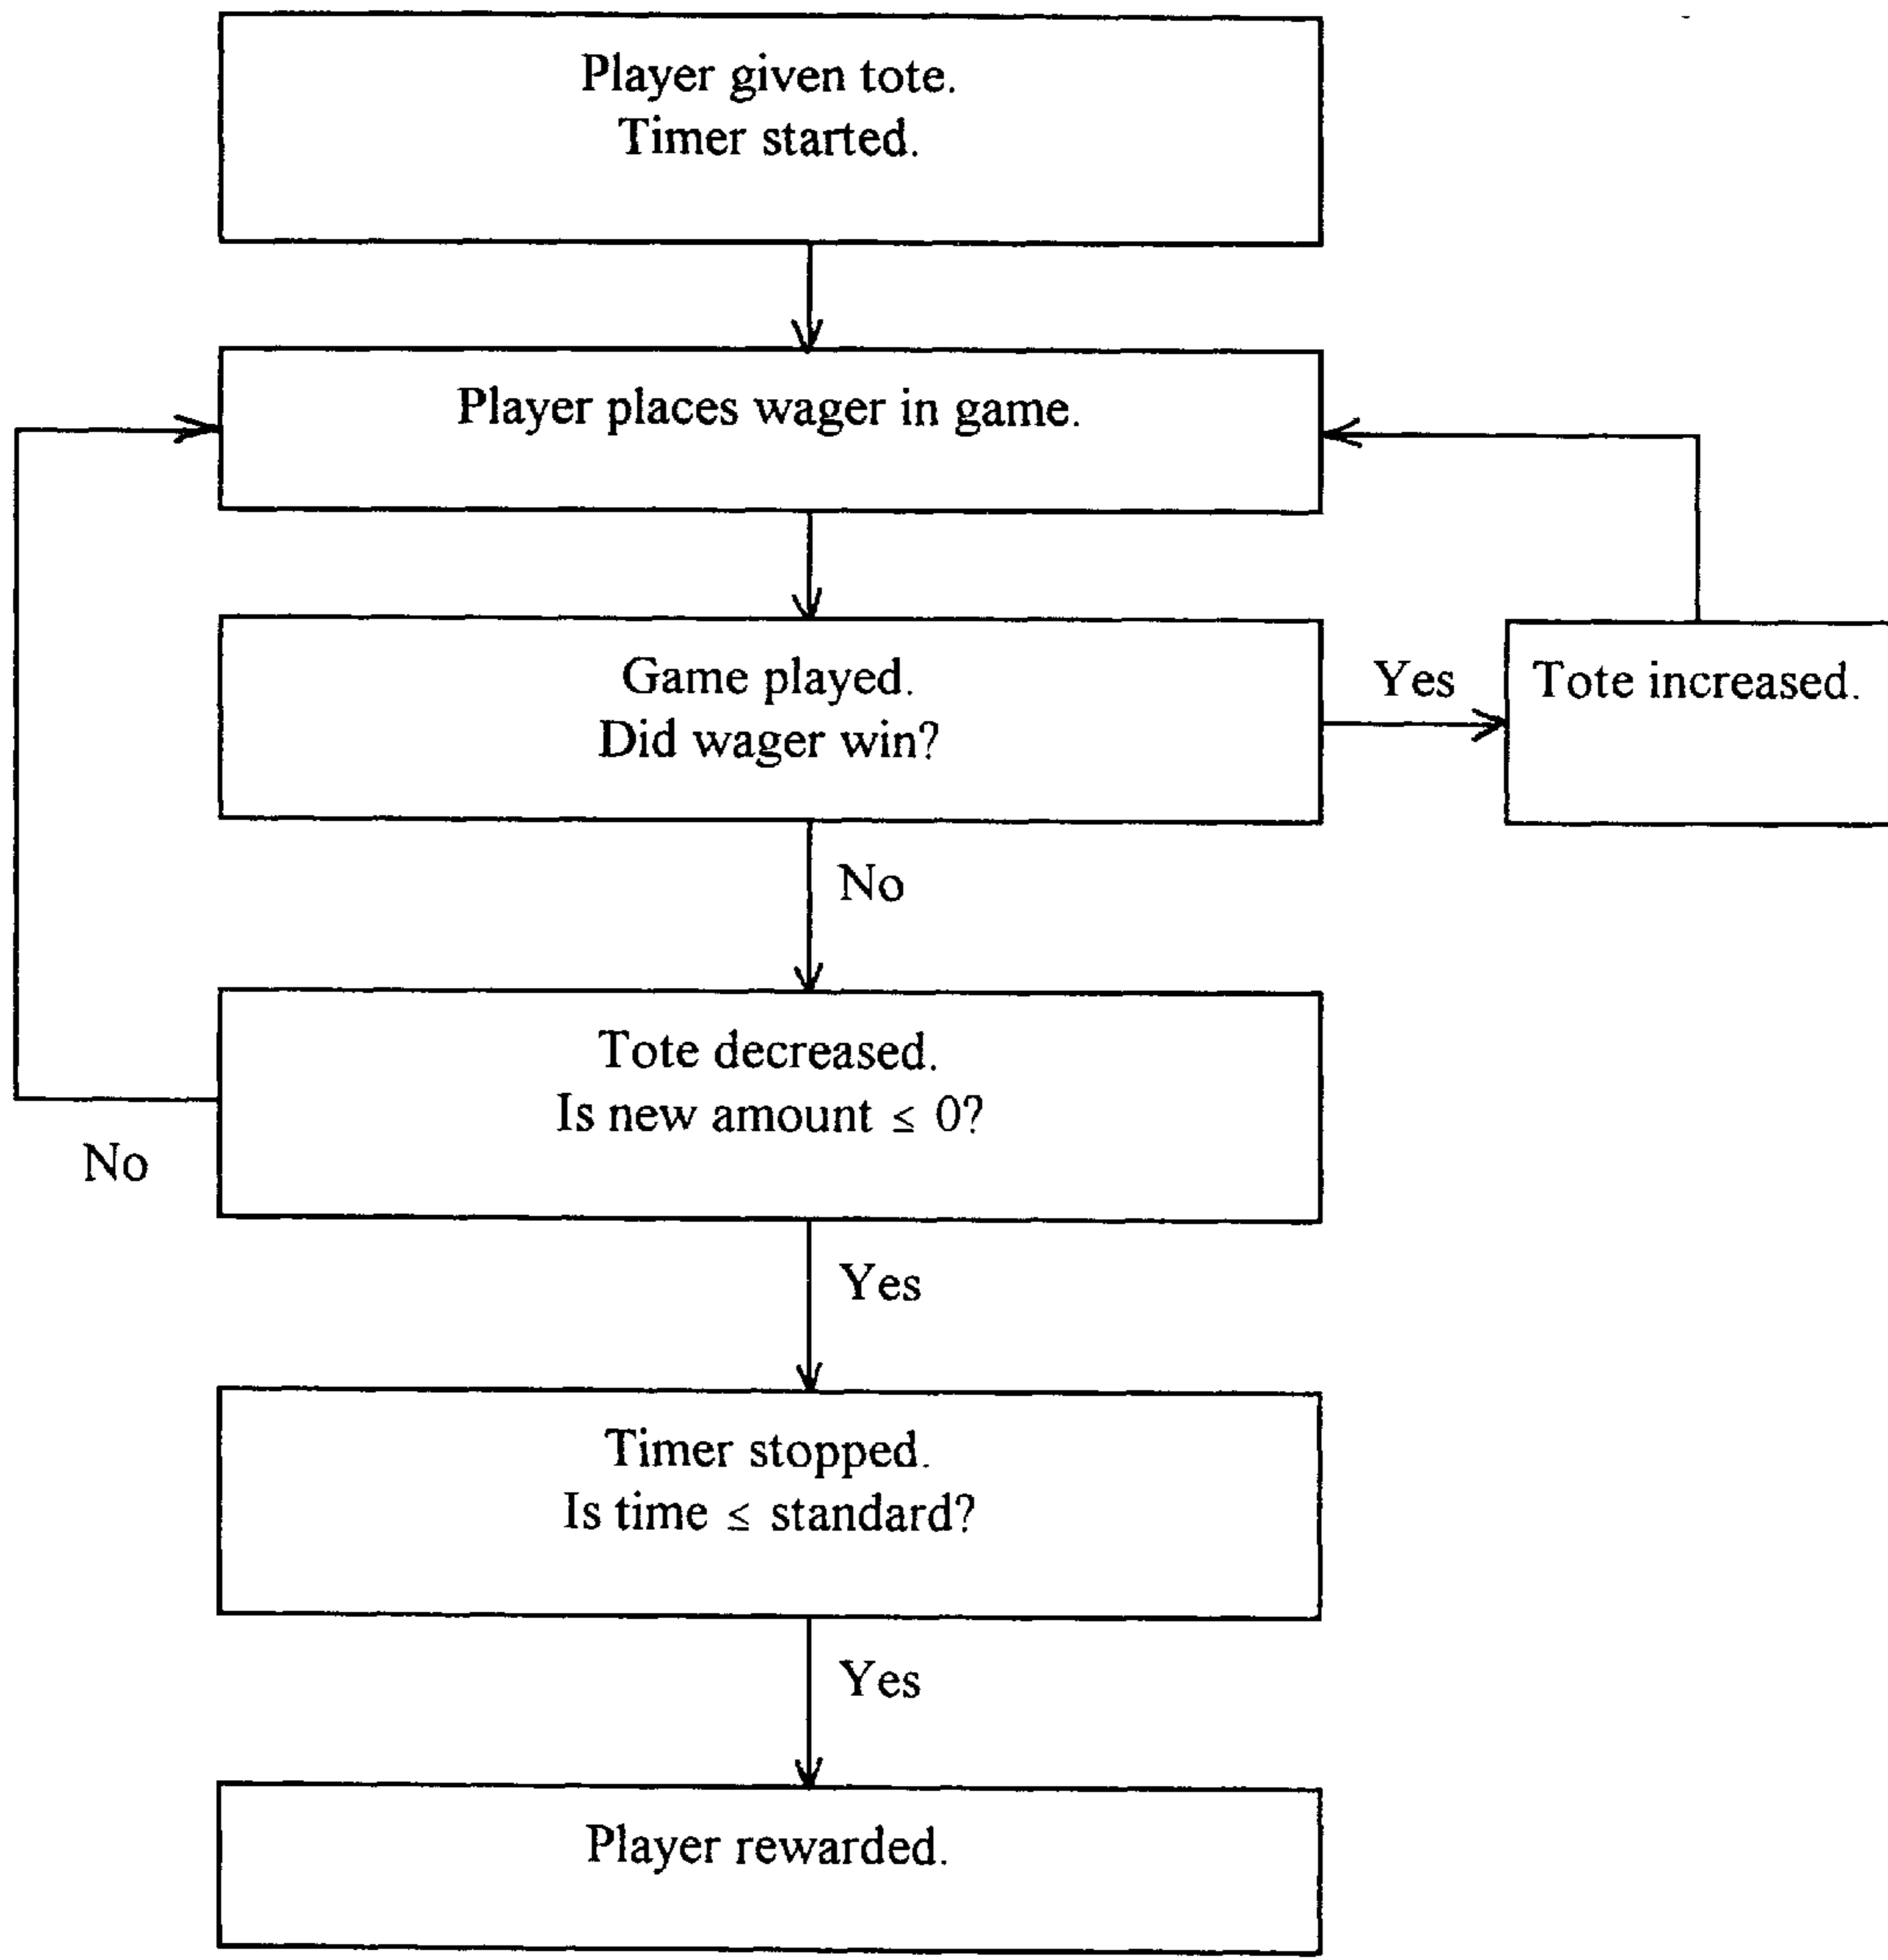 Player given tote.
Timer started.
Player places wager in game.
Game played.
Did wager win?
Yes
Tote increased.
No
Tote decreased.
Is new amount ≤ 0?
No
Yes
Timer stopped.
Is time ≤ standard?
Yes
Player rewarded.